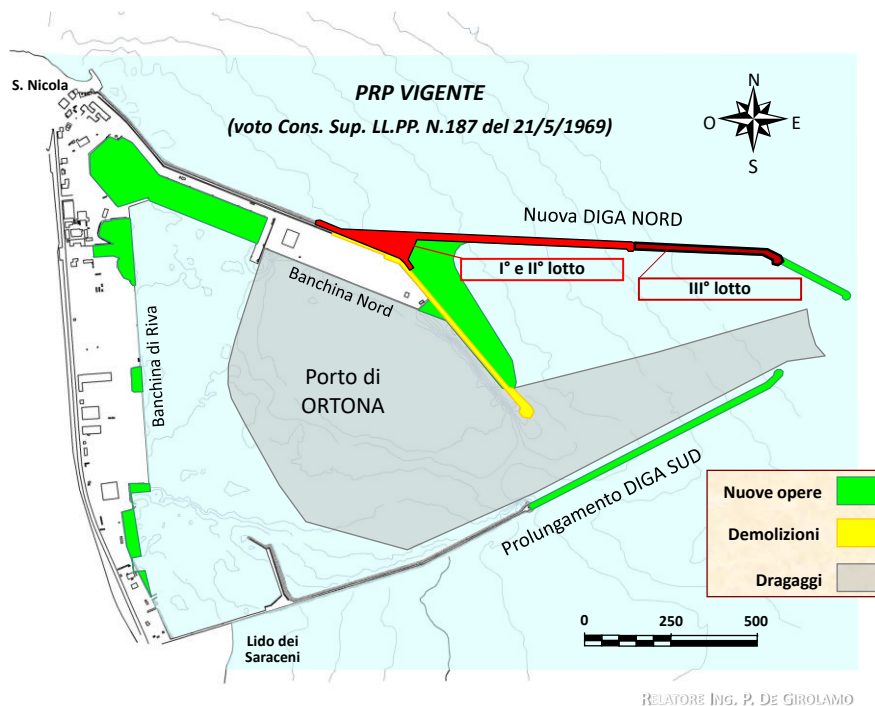 S. Nicola
PRP VIGENTE
(voto Cons. Sup. LL.PP. N.187 del 21/5/1969)
N
O
E
S
Nuova DIGA NORD
I° e II° lotto
III° lotto
Banchina Nord
Banchina di Riva
Porto di
ORTONA
Prolungamento DIGA SUD
Nuove opere
Demolizioni
Dragaggi
0 250 500
Lido dei
Saraceni
RELATORE ING. P. DE GIROLAMO